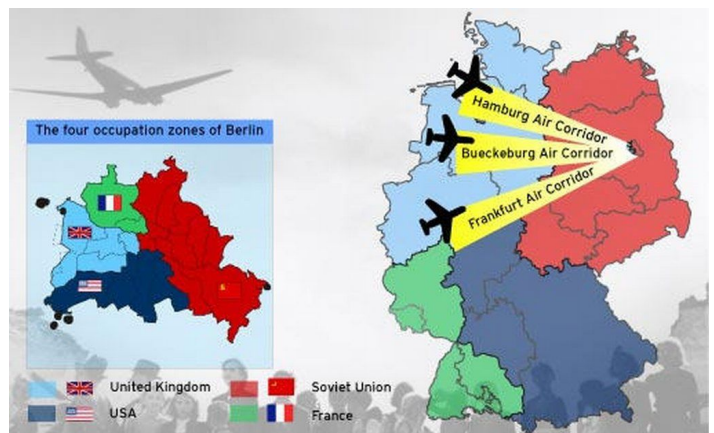 The four occupation zones of Berlin
Hamburg Air Corridor
Bueckeburg Air Corridor
Frankfurt Air Corridor
United Kingdom
Soviet Union
USA
France